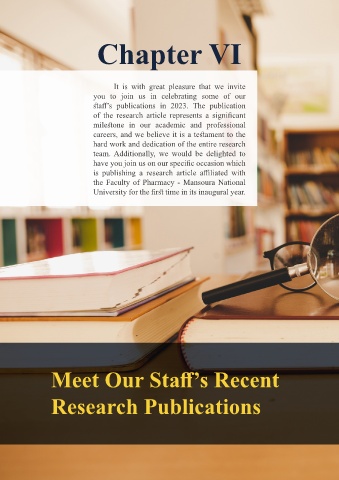 Chapter VI
It is with great pleasure that we invite
you to join us in celebrating some of our
staff's publications in 2023. The publication
of the research article represents a significant
milestone in our academic and professional
careers, and we believe it is a testament to the
hard work and dedication of the entire research
team. Additionally, we would be delighted to
have you join us on our specific occasion which
is publishing a research article affiliated with
the Faculty of Pharmacy - Mansoura National
University for the first time in its inaugural year.
Meet Our Staff's Recent
Research Publications